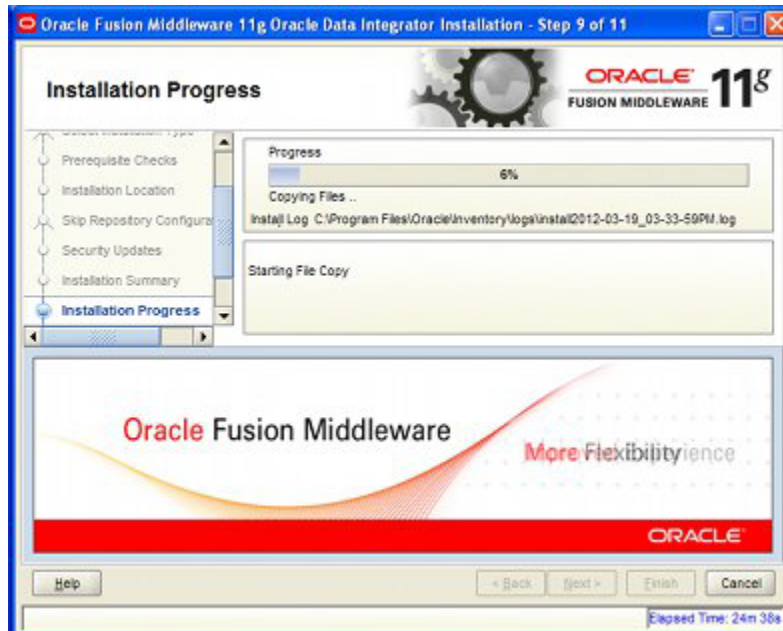 Oracle Fusion Middleware 11g Oracle Data Integrator Installation - Step 9 of 11
Installation Progress
ORACLE
FUSION MIDDLEWARE 11g
Select Installation Type
Prerequisite Checks
Installation Location
Skip Repository Configura
Security Updates
Installation Summary
Installation Progress
Progress
6%
Copying Files ..
Install Log C:\Program Files\Oracle\Inventory\logs\install2012-03-19_03-33-59PM.log
Starting File Copy
Oracle Fusion Middleware
More Flexibility
ORACLE
Help
< Back
Next >
Finish
Cancel
Elapsed Time: 24m 38s